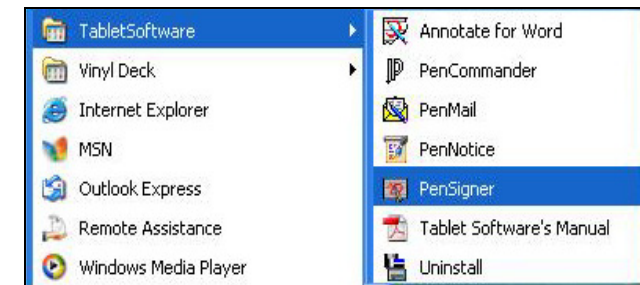 TabletSoftware
Vinyl Deck
Internet Explorer
MSN
Outlook Express
Remote Assistance
Windows Media Player
Annotate for Word
PenCommander
PenMail
PenNotice
PenSigner
Tablet Software's Manual
Uninstall